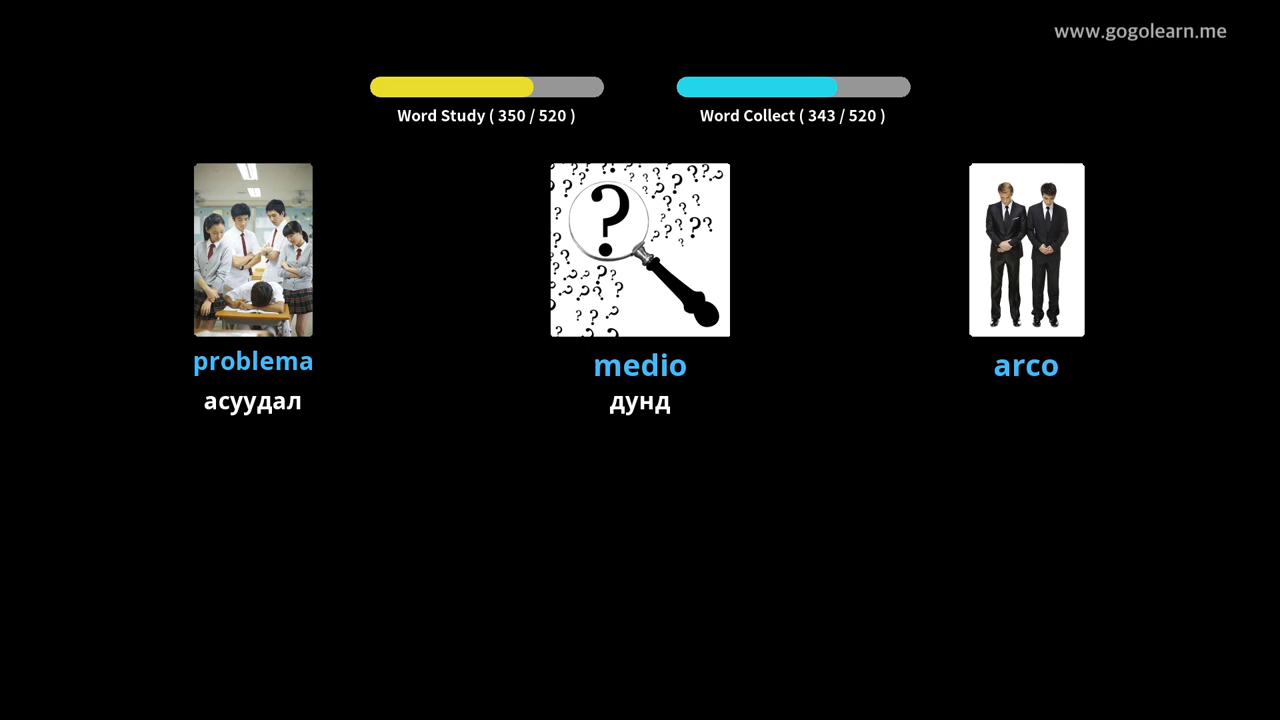 www.gogolearn.me
Word Study ( 350 / 520 )
Word Collect ( 343 / 520 )
problema
medio
arco
асуудал
дунд